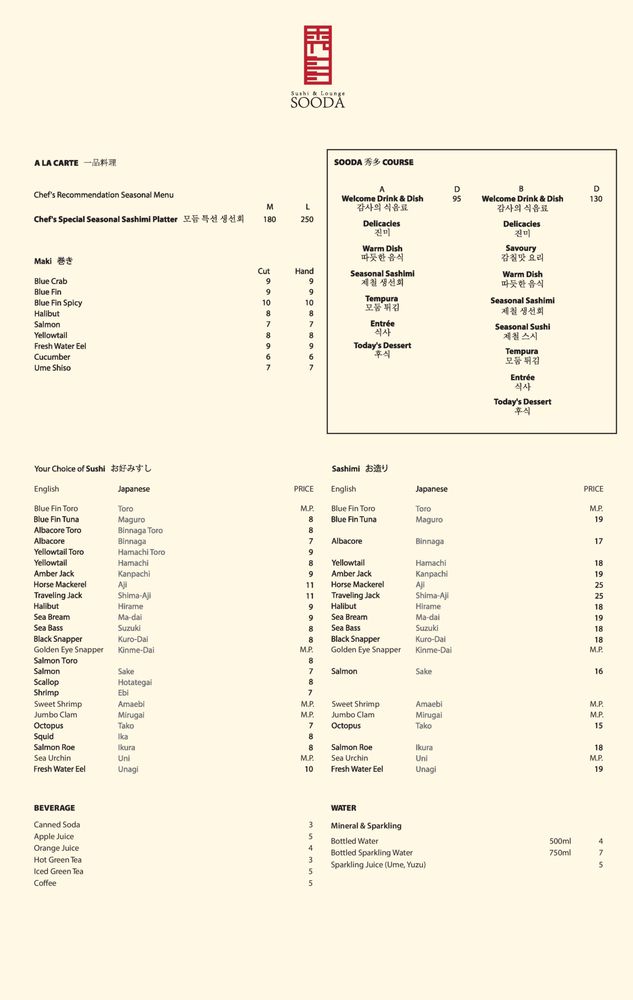 Sushi & Lounge
SOODA
A LA CARTE 一品料理
Chef's Recommendation Seasonal Menu
M L
Chef's Special Seasonal Sashimi Platter 모듬 특선 생선회 180 250
Maki 巻き
Cut Hand
Blue Crab 9 9
Blue Fin 9 9
Blue Fin Spicy 10 10
Halibut 8 8
Salmon 7 7
Yellowtail 8 8
Fresh Water Eel 9 9
Cucumber 6 6
Ume Shiso 7 7
SOODA 秀多 COURSE
A D
Welcome Drink & Dish 95
감사의 식음료
Delicacies
진미
Warm Dish
따듯한 음식
Seasonal Sashimi
제철 생선회
Tempura
모듬 튀김
Entrée
식사
Today's Dessert
후식
B D
Welcome Drink & Dish 130
감사의 식음료
Delicacies
진미
Savoury
감칠맛 요리
Warm Dish
따듯한 음식
Seasonal Sashimi
제철 생선회
Seasonal Sushi
제철 스시
Tempura
모듬 튀김
Entrée
식사
Today's Dessert
후식
Your Choice of Sushi お好みすし
English Japanese PRICE
Blue Fin Toro Toro M.P.
Blue Fin Tuna Maguro 8
Albacore Toro Binnaga Toro 8
Albacore Binnaga 7
Yellowtail Toro Hamachi Toro 9
Yellowtail Hamachi 8
Amber Jack Kanpachi 9
Horse Mackerel Aji 11
Traveling Jack Shima-Aji 11
Halibut Hirame 9
Sea Bream Ma-dai 9
Sea Bass Suzuki 8
Black Snapper Kuro-Dai 8
Golden Eye Snapper Kinme-Dai M.P.
Salmon Toro 8
Salmon Sake 7
Scallop Hotategai 8
Shrimp Ebi 7
Sweet Shrimp Amaebi M.P.
Jumbo Clam Mirugai M.P.
Octopus Tako 7
Squid Ika 8
Salmon Roe Ikura 8
Sea Urchin Uni M.P.
Fresh Water Eel Unagi 10
Sashimi お造り
English Japanese PRICE
Blue Fin Toro Toro M.P.
Blue Fin Tuna Maguro 19
Albacore Binnaga 17
Yellowtail Hamachi 18
Amber Jack Kanpachi 19
Horse Mackerel Aji 25
Traveling Jack Shima-Aji 25
Halibut Hirame 18
Sea Bream Ma-dai 19
Sea Bass Suzuki 18
Black Snapper Kuro-Dai 18
Golden Eye Snapper Kinme-Dai M.P.
Salmon Sake 16
Sweet Shrimp Amaebi M.P.
Jumbo Clam Mirugai M.P.
Octopus Tako 15
Salmon Roe Ikura 18
Sea Urchin Uni M.P.
Fresh Water Eel Unagi 19
BEVERAGE
Canned Soda 3
Apple Juice 5
Orange Juice 4
Hot Green Tea 3
Iced Green Tea 5
Coffee 5
WATER
Mineral & Sparkling
Bottled Water 500ml 4
Bottled Sparkling Water 750ml 7
Sparkling Juice (Ume, Yuzu) 5